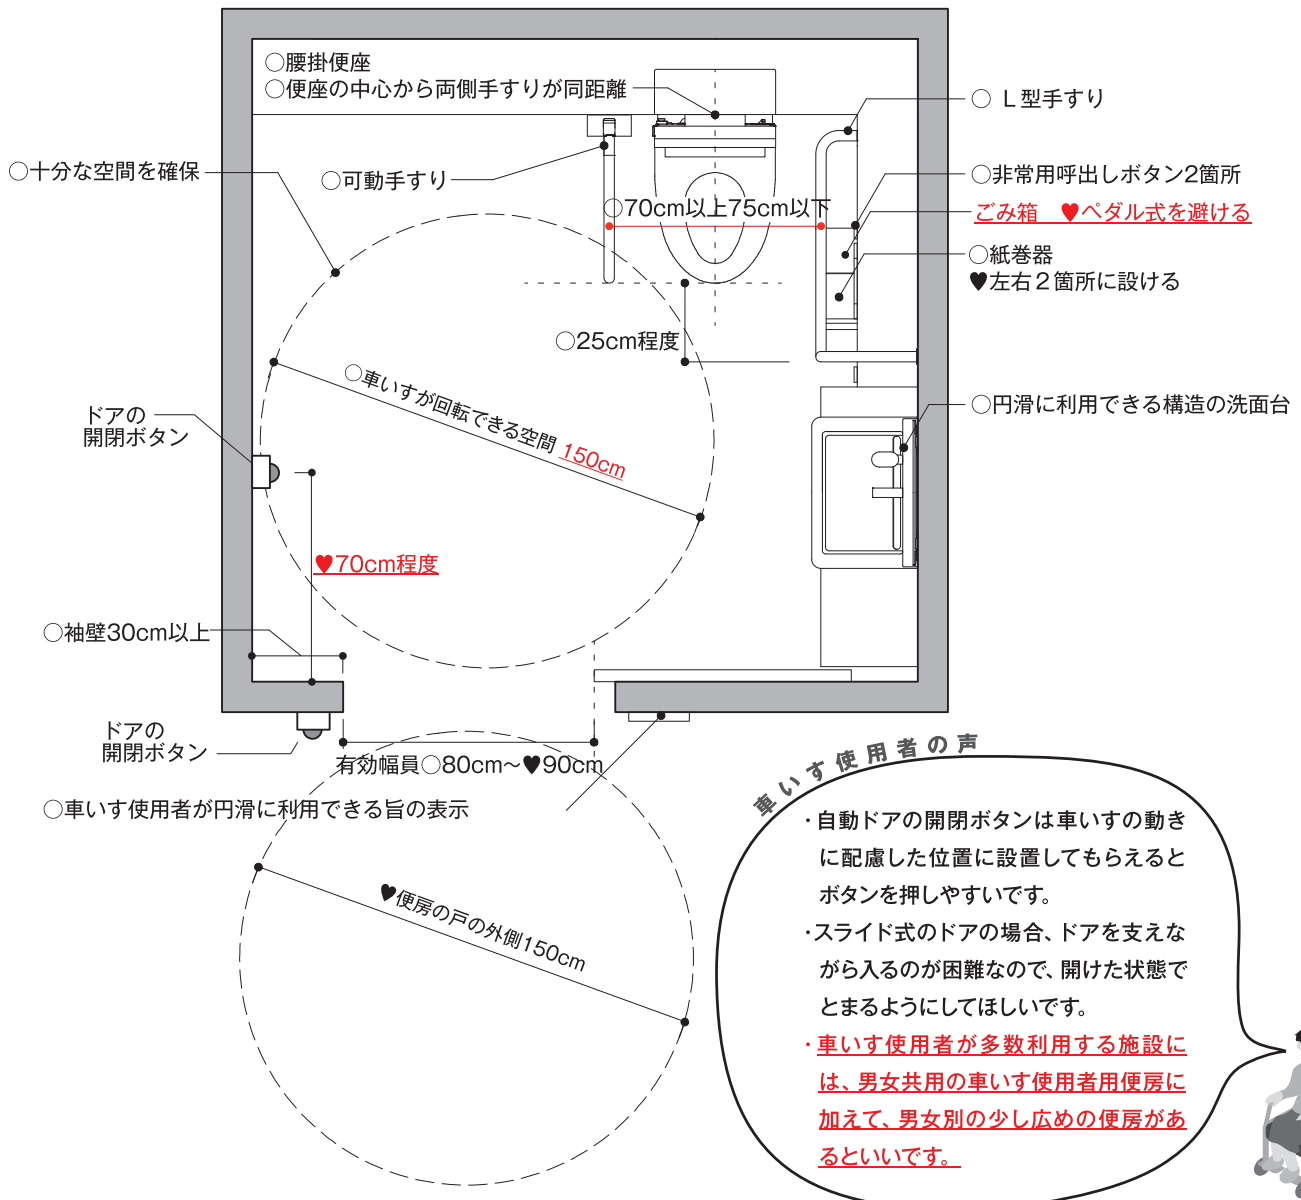 ○腰掛便座
○便座の中心から両側手すりが同距離
○ L型手すり
○十分な空間を確保
○可動手すり
○非常用呼出しボタン2箇所
○70cm以上75cm以下
ごみ箱 ♥ペダル式を避ける
○紙巻器
♥左右2箇所に設ける
○25cm程度
○車いすが回転できる空間 150cm
ドアの
開閉ボタン
○円滑に利用できる構造の洗面台
♥70cm程度
○袖壁30cm以上
ドアの
開閉ボタン
有効幅員○80cm～♥90cm
○車いす使用者が円滑に利用できる旨の表示
♥便房の戸の外側150cm
車いす使用者の声
・自動ドアの開閉ボタンは車いすの動き
に配慮した位置に設置してもらえると
ボタンを押しやすいです。
・スライド式のドアの場合、ドアを支えな
がら入るのが困難なので、開けた状態で
とまるようにしてほしいです。
・車いす使用者が多数利用する施設に
は、男女共用の車いす使用者用便房に
加えて、男女別の少し広めの便房があ
るといいです。